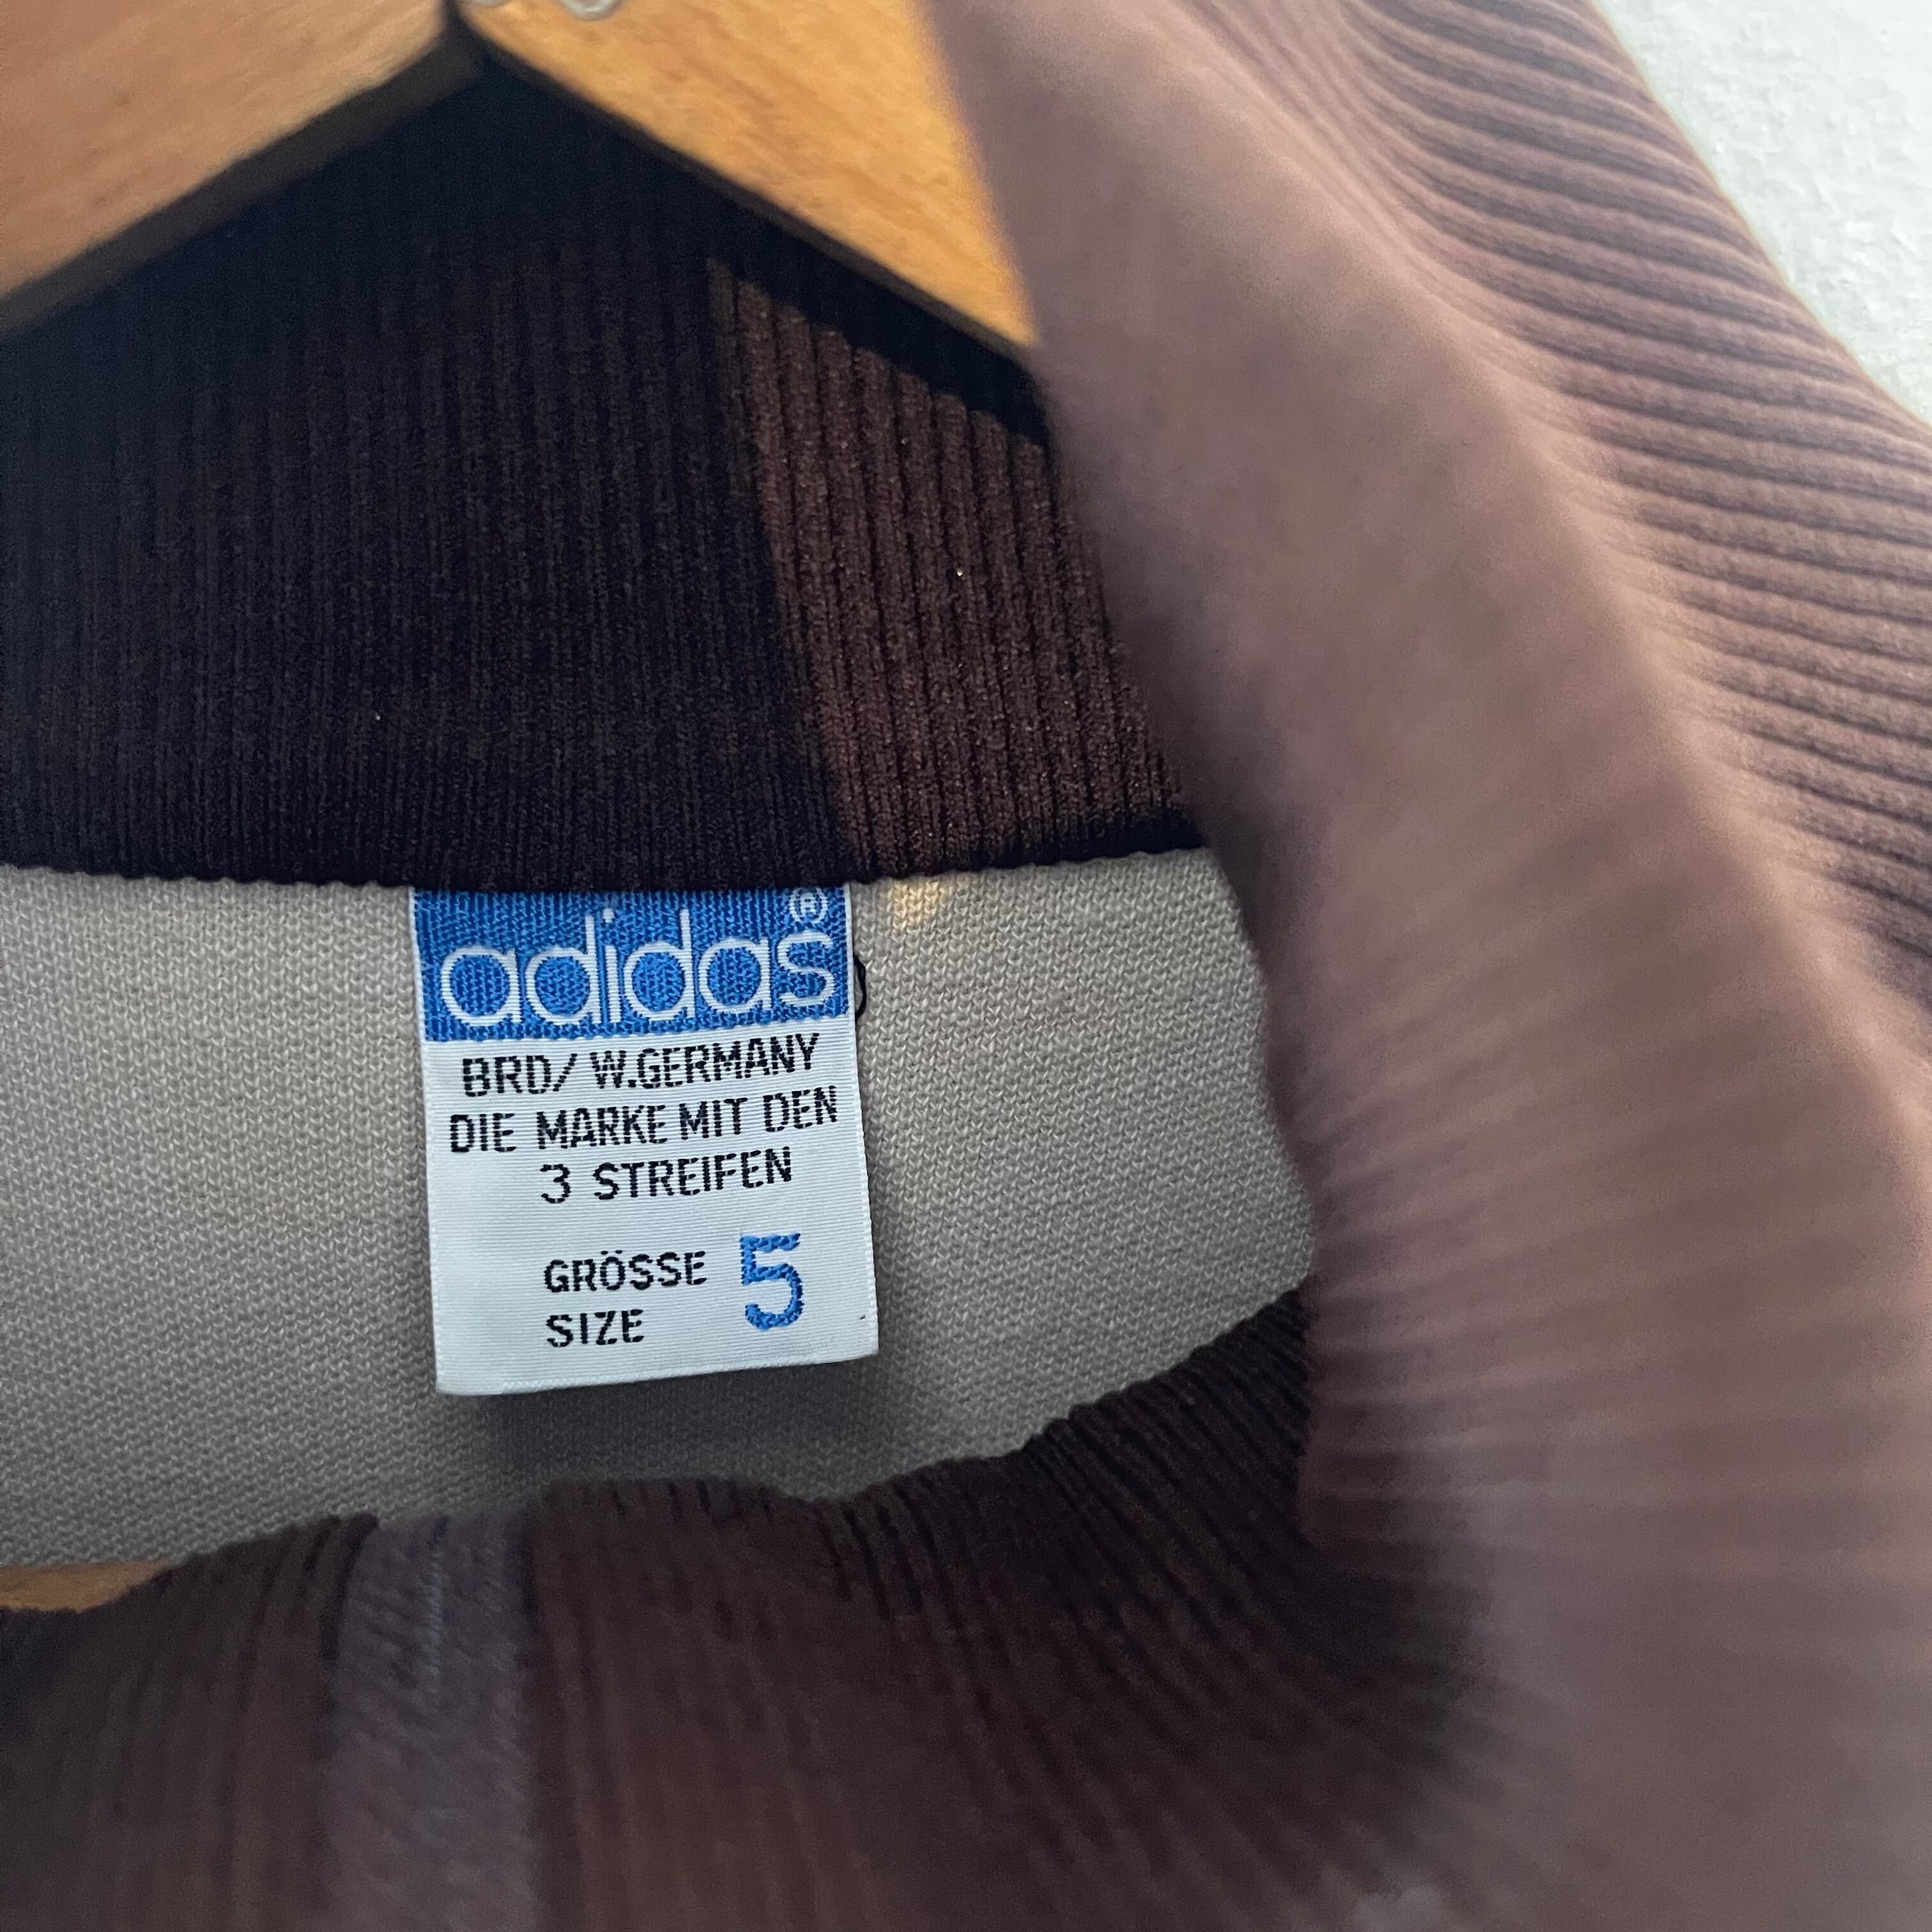 adidas®
BRD/ W.GERMANY
DIE MARKE MIT DEN
3 STREIFEN
GRÖSSE 5
SIZE